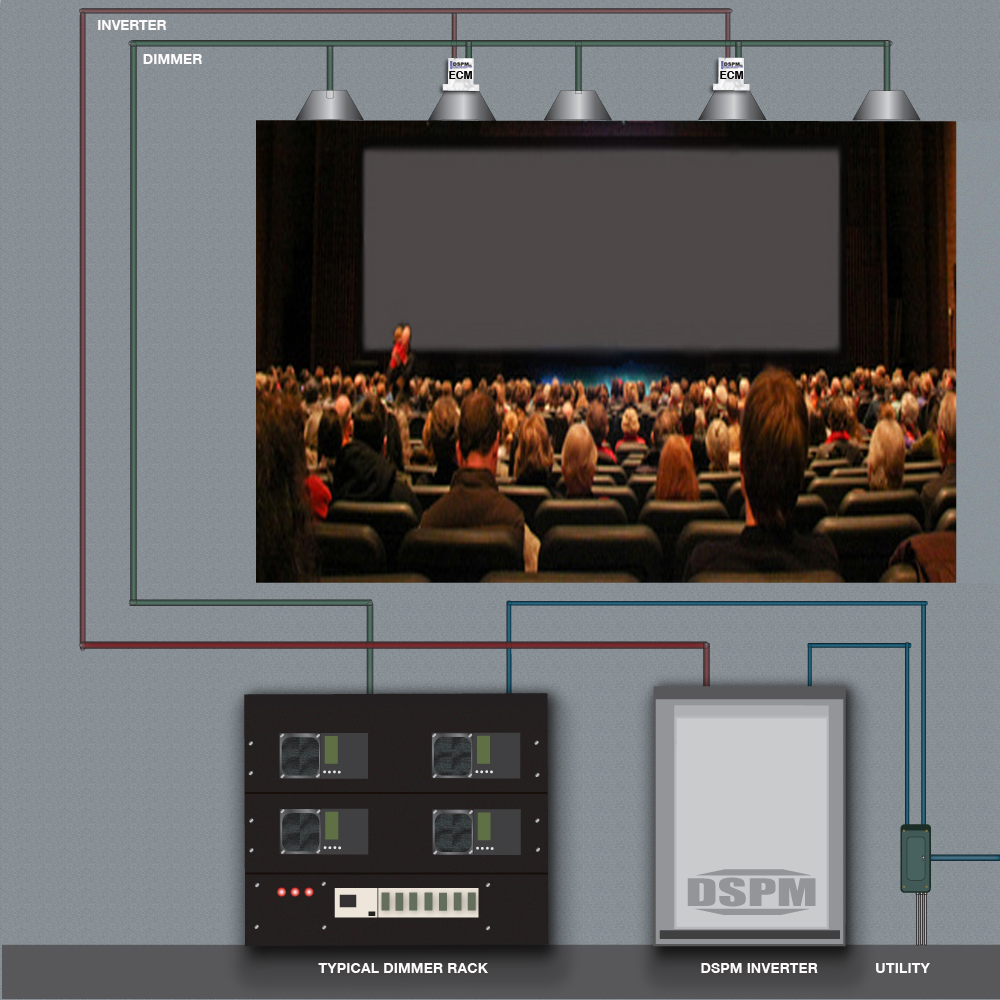 INVERTER
DIMMER
DSPM
ECM
DSPM
ECM
DSPM
TYPICAL DIMMER RACK
DSPM INVERTER
UTILITY